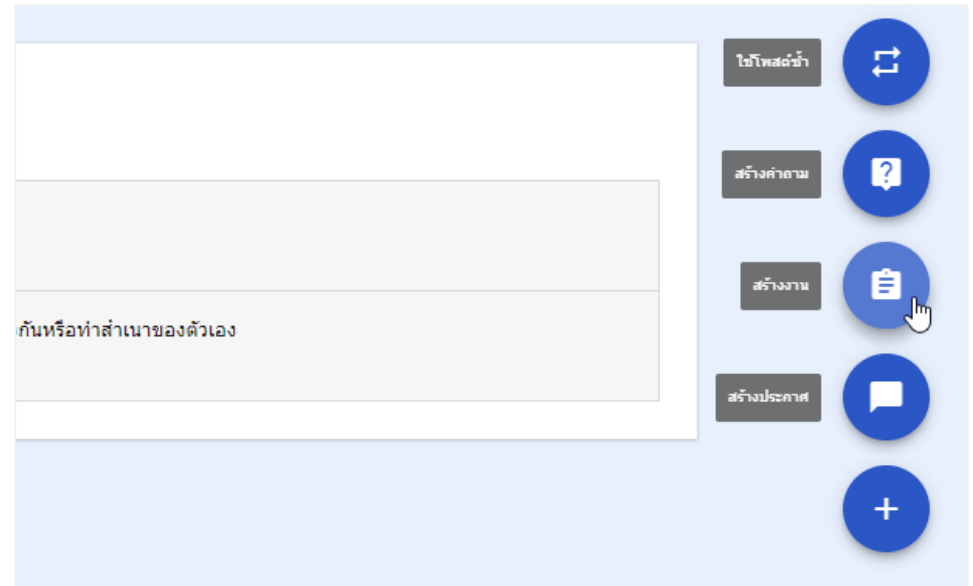 ใช้โพสต์ซ้ำ
สร้างคำถาม
สร้างงาน
กันหรือทำสำเนาของตัวเอง
สร้างประกาศ